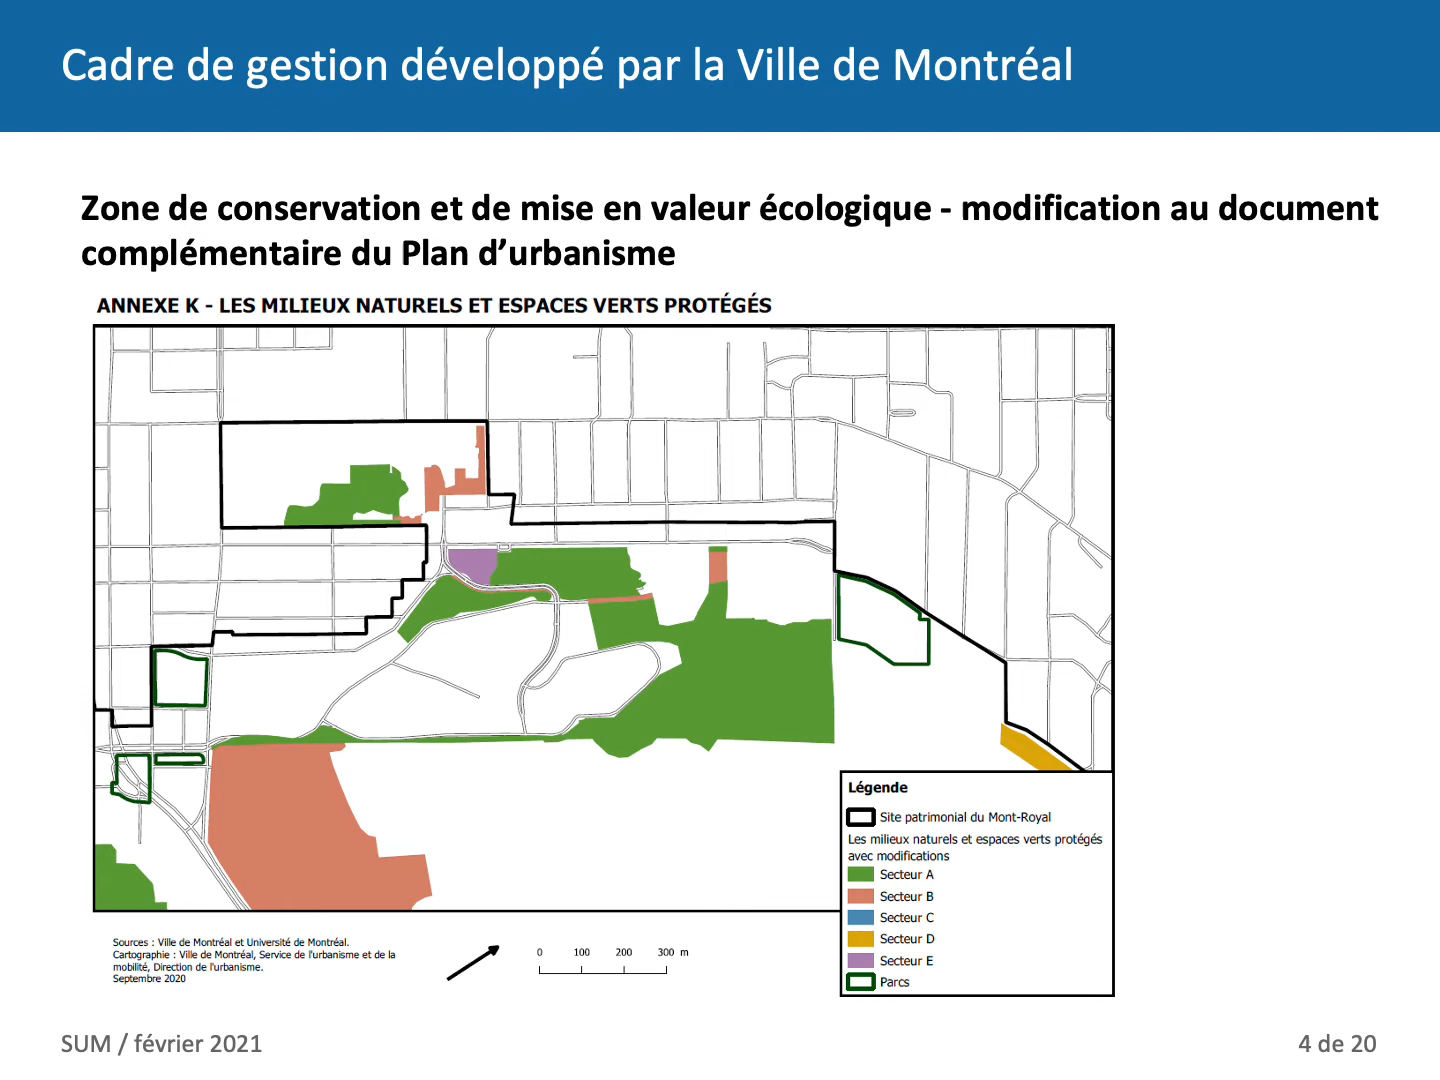 Cadre de gestion développé par la Ville de Montréal
Zone de conservation et de mise en valeur écologique - modification au document
complémentaire du Plan d’urbanisme
ANNEXE K - LES MILIEUX NATURELS ET ESPACES VERTS PROTÉGÉS
Légende
Site patrimonial du Mont-Royal
Les milieux naturels et espaces verts protégés
avec modifications
Secteur A
Secteur B
Secteur C
Secteur D
Secteur E
Parcs
Sources : Ville de Montréal et Université de Montréal.
Cartographie : Ville de Montréal, Service de l'urbanisme et de la
mobilité, Direction de l'urbanisme.
Septembre 2020
0 100 200 300 m
SUM / février 2021
4 de 20